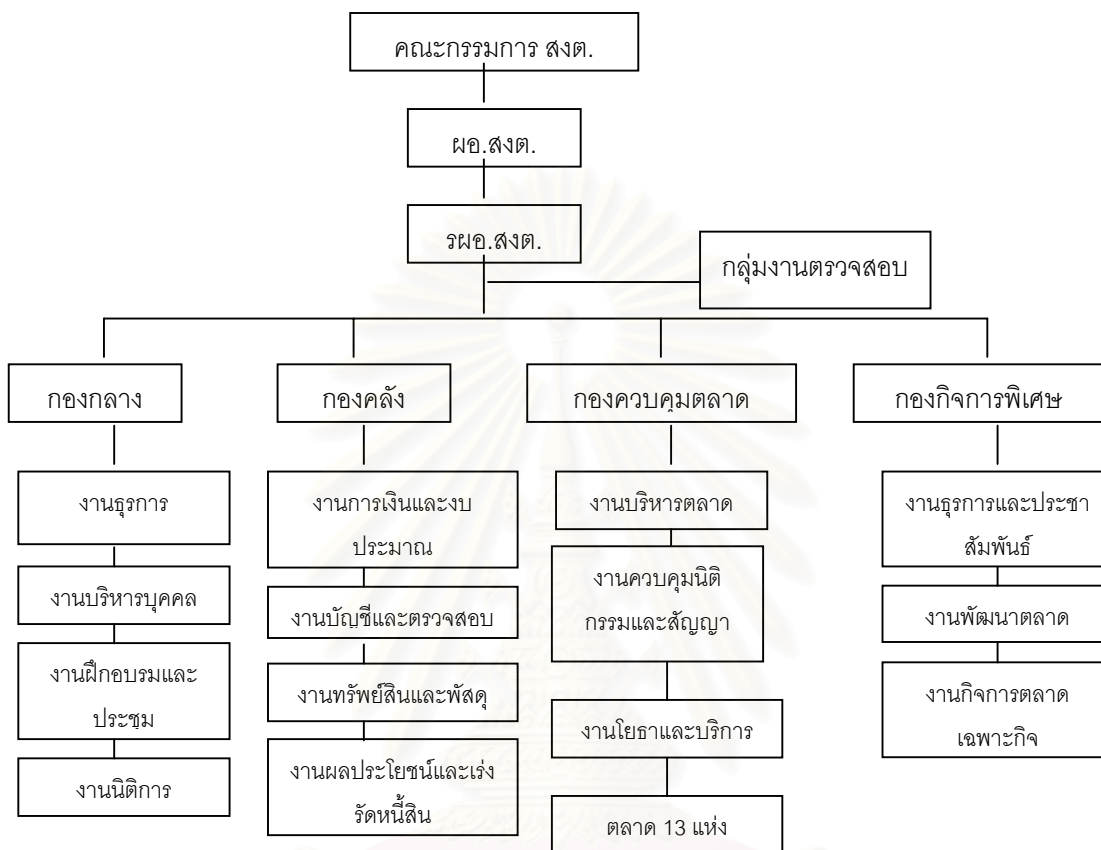 คณะกรรมการ สงต.
ผอ.สงต.
รผอ.สงต.
กลุ่มงานตรวจสอบ
กองกลาง
กองคลัง
กองควบคุมตลาด
กองกิจการพิเศษ
งานธุรการ
งานบริหารบุคคล
งานฝึกอบรมและ
ประชุม
งานนิติการ
งานการเงินและงบ
ประมาณ
งานบัญชีและตรวจสอบ
งานทรัพย์สินและพัสดุ
งานผลประโยชน์และเร่ง
รัดหนี้สิน
งานบริหารตลาด
งานควบคุมนิติ
กรรมและสัญญา
งานโยธาและบริการ
ตลาด 13 แห่ง
งานธุรการและประชา
สัมพันธ์
งานพัฒนาตลาด
งานกิจการตลาด
เฉพาะกิจ